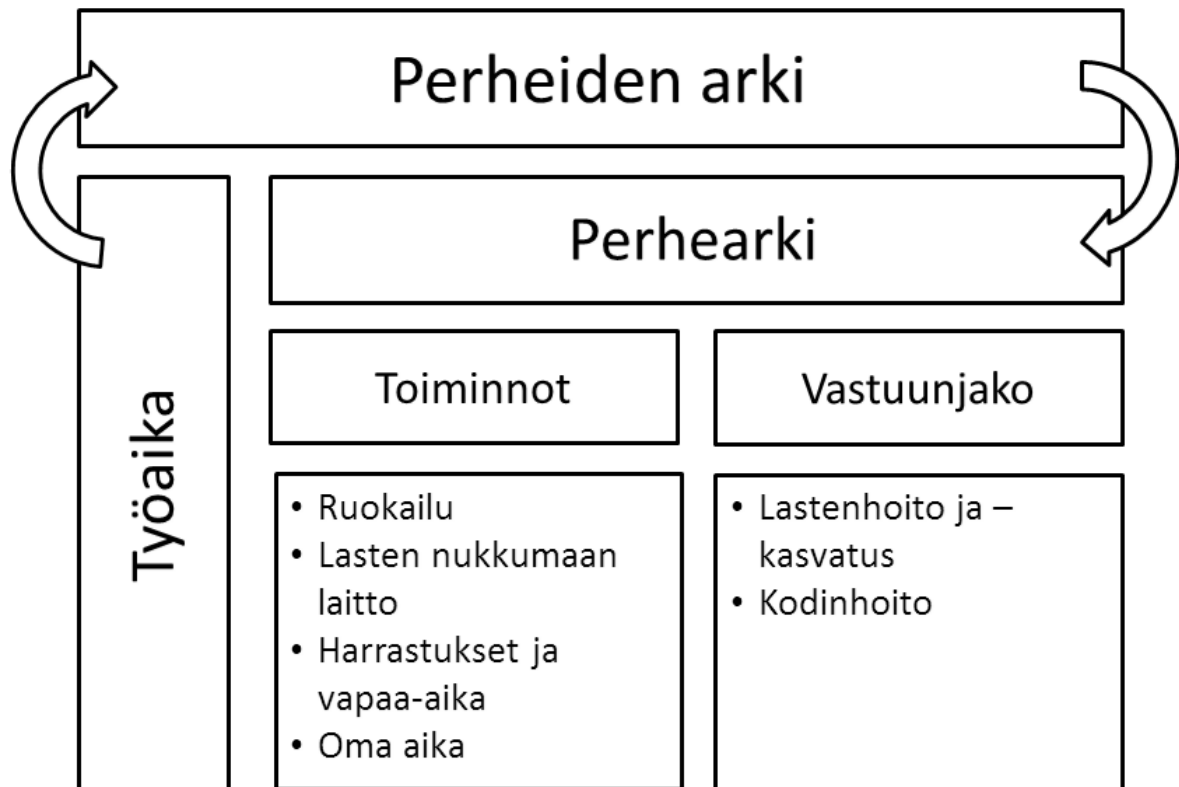 Perheiden arki
Työaika
Perhearki
Toiminnot
• Ruokailu
• Lasten nukkumaan
laitto
• Harrastukset ja
vapaa-aika
• Oma aika
Vastuunjako
• Lastenhoito ja –
kasvatus
• Kodinhoito